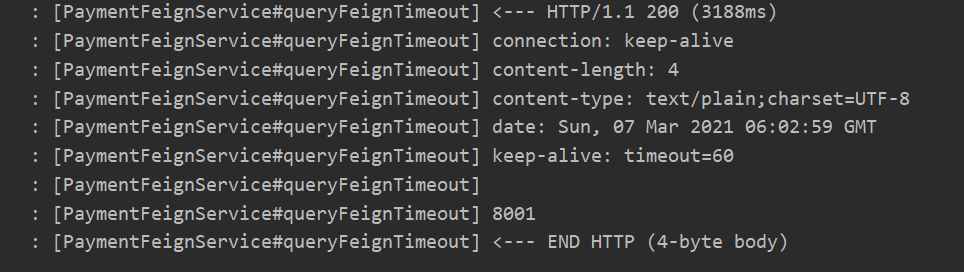 : [PaymentFeignService#queryFeignTimeout] <--- HTTP/1.1 200 (3188ms)
: [PaymentFeignService#queryFeignTimeout] connection: keep-alive
: [PaymentFeignService#queryFeignTimeout] content-length: 4
: [PaymentFeignService#queryFeignTimeout] content-type: text/plain;charset=UTF-8
: [PaymentFeignService#queryFeignTimeout] date: Sun, 07 Mar 2021 06:02:59 GMT
: [PaymentFeignService#queryFeignTimeout] keep-alive: timeout=60
: [PaymentFeignService#queryFeignTimeout]
: [PaymentFeignService#queryFeignTimeout] 8001
: [PaymentFeignService#queryFeignTimeout] <--- END HTTP (4-byte body)